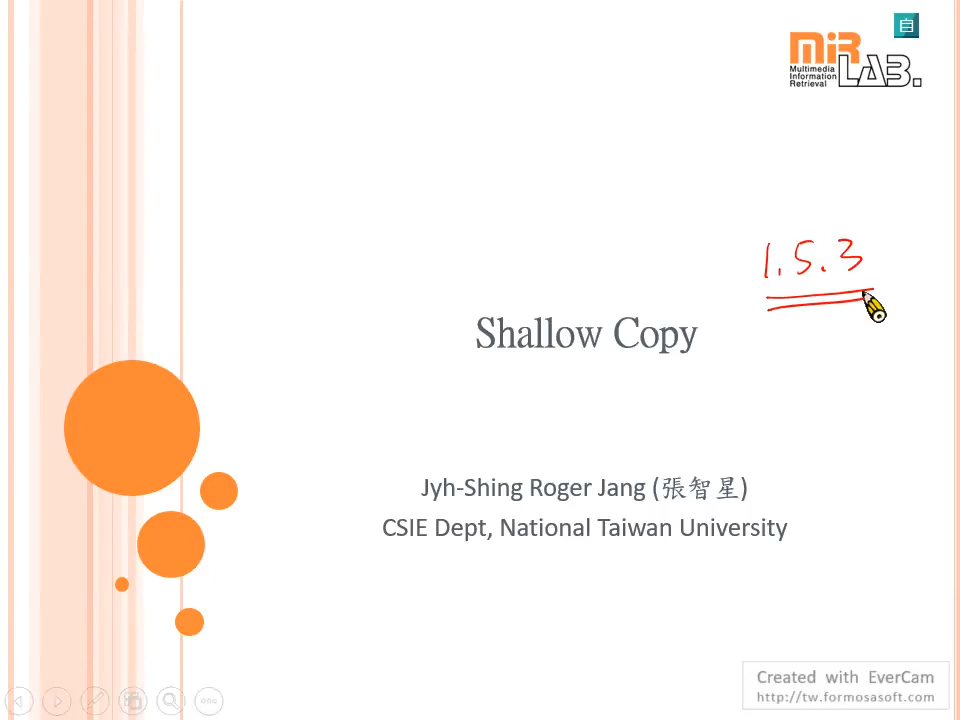 自
MIR
Multimedia
Information
Retrieval
LAB.
1.5.3
Shallow Copy
Jyh-Shing Roger Jang (張智星)
CSIE Dept, National Taiwan University
Created with EverCam
http://tw.formosasoft.com